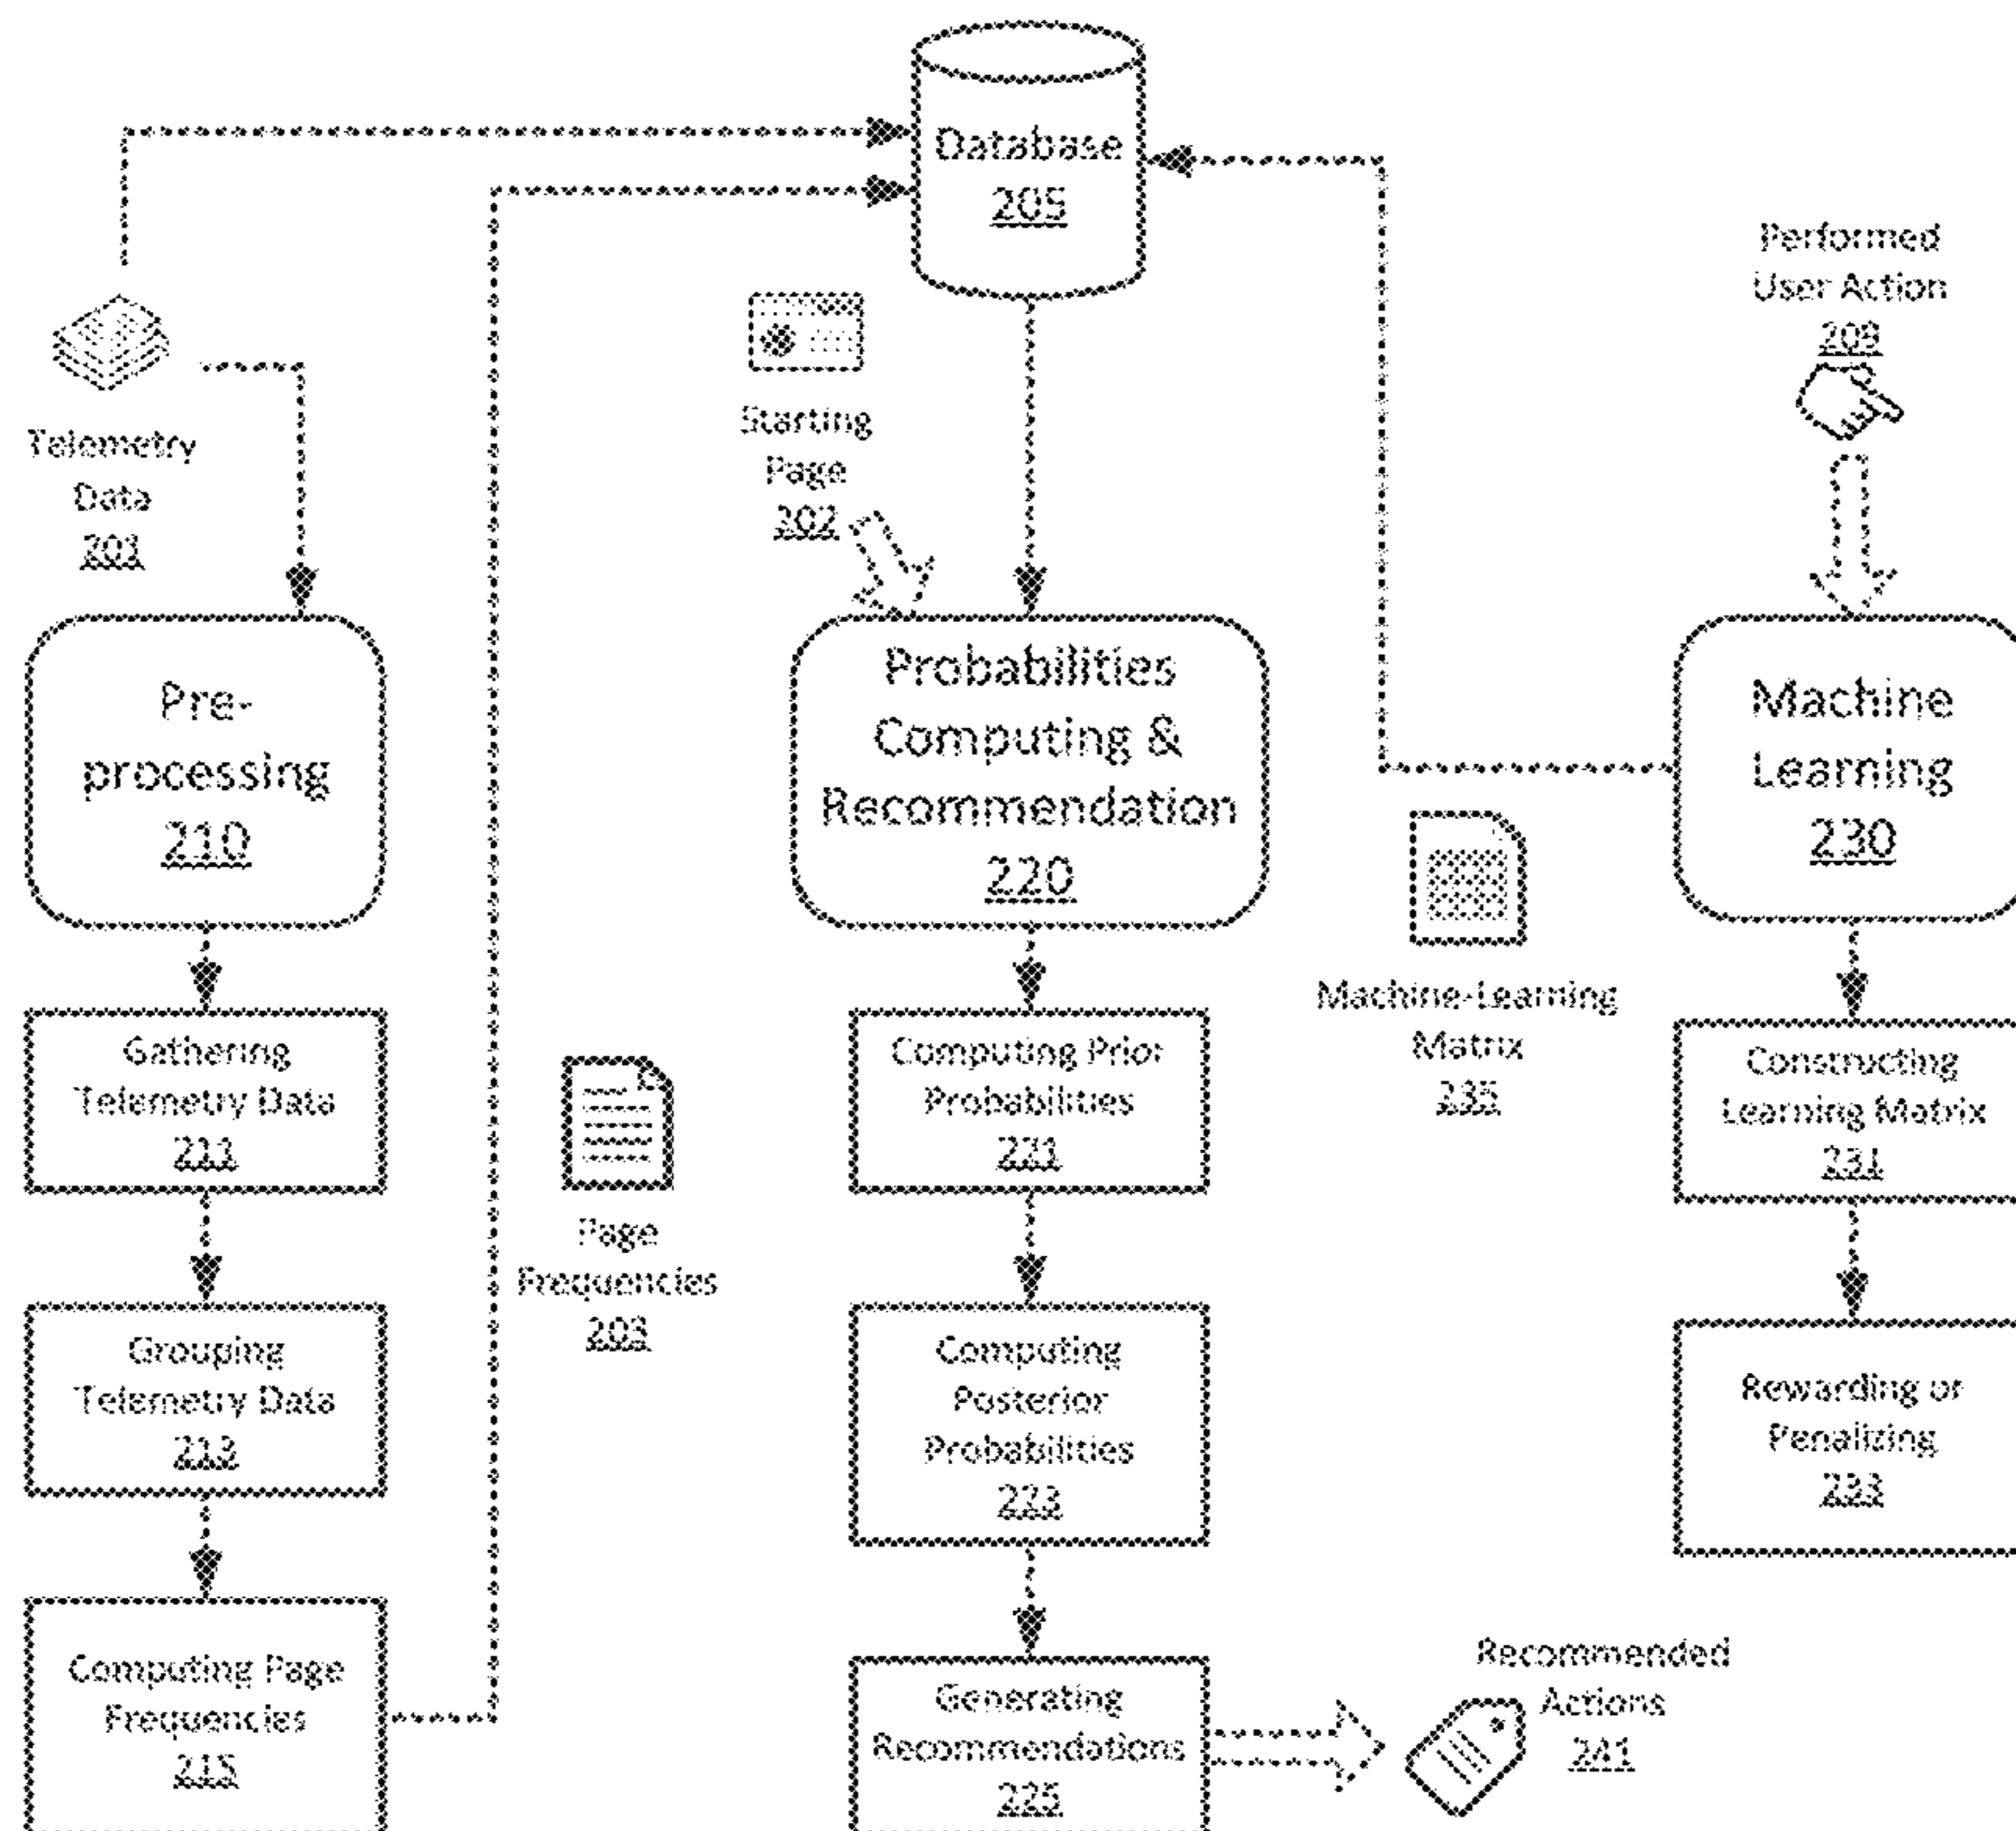 Database
205
Performed
User Action
209
Telemetry
Data
201
Starting
Page
202
Pre-
processing
210
Probabilities
Computing &
Recommendation
220
Machine
Learning
230
Machine-Learning
Matrix
235
Gathering
Telemetry Data
211
Computing Prior
Probabilities
221
Constructing
Learning Matrix
231
Page
Frequencies
203
Grouping
Telemetry Data
213
Computing
Posterior
Probabilities
223
Rewarding or
Penalizing
233
Computing Page
Frequencies
215
Generating
Recommendations
225
Recommended
Actions
241